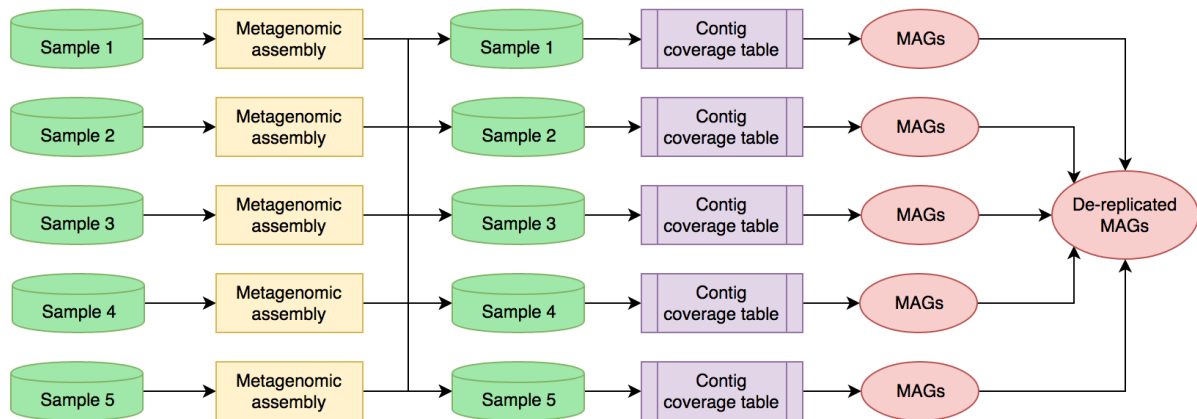 Sample 1
Metagenomic
assembly
Sample 1
Contig
coverage table
MAGs
Sample 2
Metagenomic
assembly
Sample 2
Contig
coverage table
MAGs
Sample 3
Metagenomic
assembly
Sample 3
Contig
coverage table
MAGs
De-replicated
MAGs
Sample 4
Metagenomic
assembly
Sample 4
Contig
coverage table
MAGs
Sample 5
Metagenomic
assembly
Sample 5
Contig
coverage table
MAGs